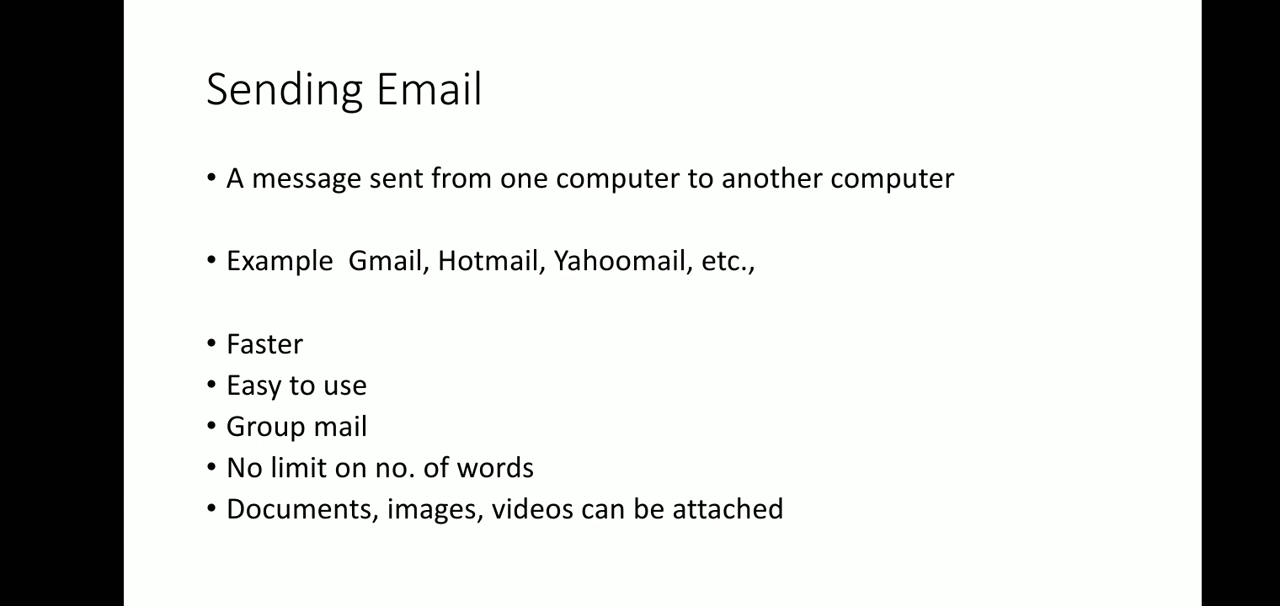 Sending Email
• A message sent from one computer to another computer
• Example  Gmail, Hotmail, Yahoomail, etc.,
• Faster
• Easy to use
• Group mail
• No limit on no. of words
• Documents, images, videos can be attached